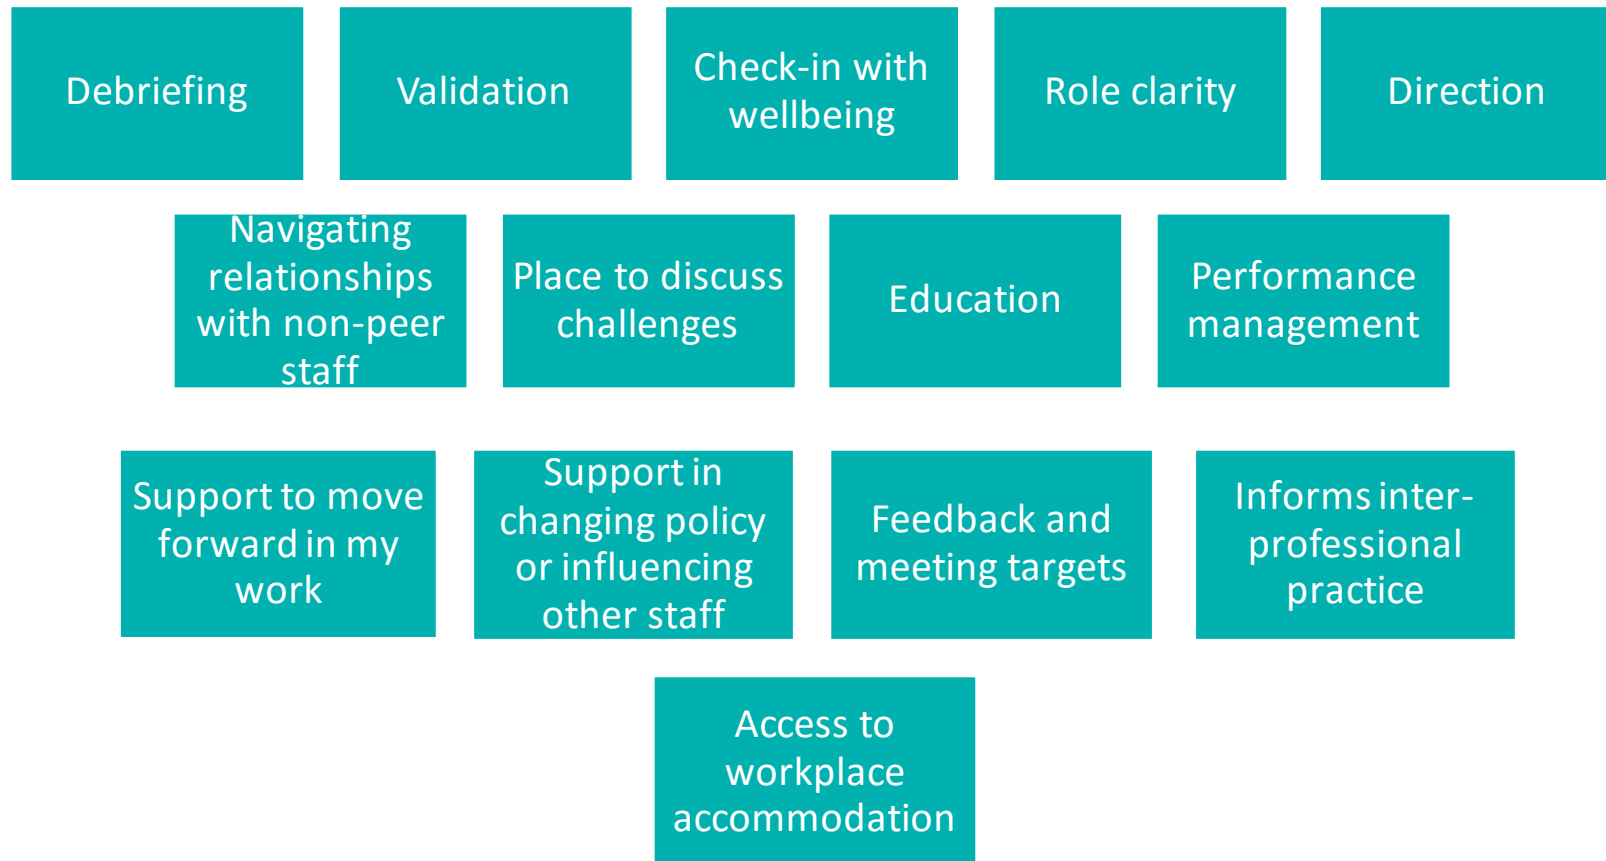 Debriefing
Validation
Check-in with
wellbeing
Role clarity
Direction
Navigating
relationships
with non-peer
staff
Place to discuss
challenges
Education
Performance
management
Support to move
forward in my
work
Support in
changing policy
or influencing
other staff
Feedback and
meeting targets
Informs inter-
professional
practice
Access to
workplace
accommodation